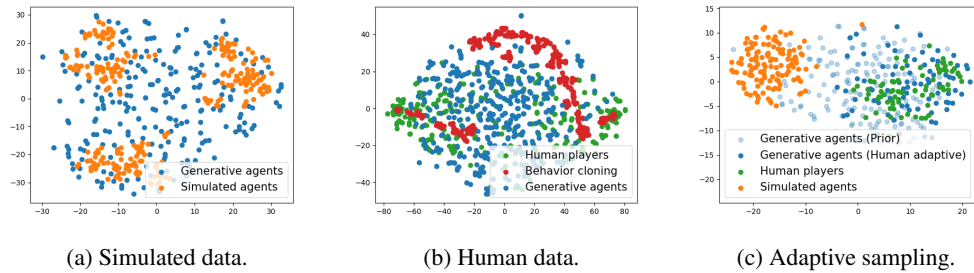 30
20
10
0
−10
−20
−30
−30 −20 −10 0 10 20 30
Generative agents
Simulated agents
40
20
0
−20
−40
−80 −60 −40 −20 0 20 40 60 80
Human players
Behavior cloning
Generative agents
15
10
5
0
−5
−10
−15
−20
−20 −10 0 10 20
Generative agents (Prior)
Generative agents (Human adaptive)
Human players
Simulated agents
(a) Simulated data.
(b) Human data.
(c) Adaptive sampling.